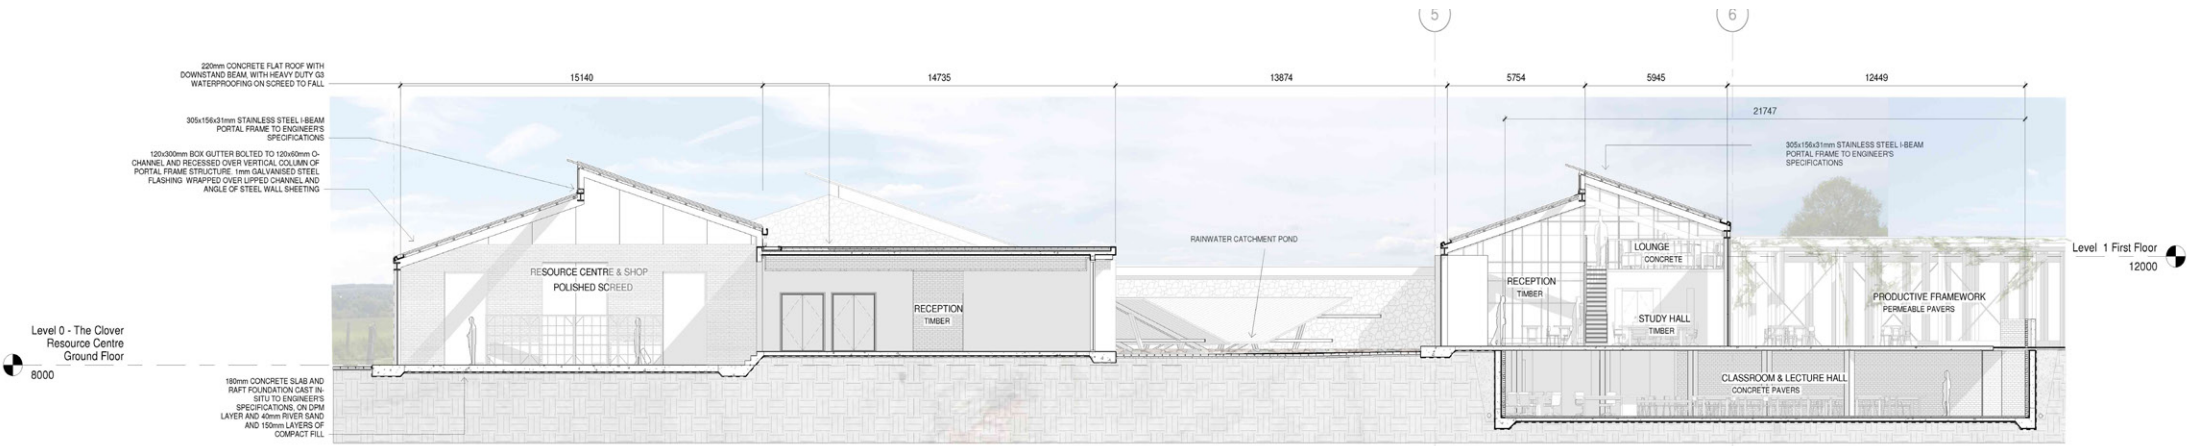 5
6
220mm CONCRETE FLAT ROOF WITH
DOWNSTAND BEAM, WITH HEAVY DUTY G3
WATERPROOFING ON SCREED TO FALL
15140
14735
13874
5754
5945
12449
21747
305x156x31mm STAINLESS STEEL I-BEAM
PORTAL FRAME TO ENGINEER'S
SPECIFICATIONS
120x300mm BOX GUTTER BOLTED TO 120x60mm O-
CHANNEL AND RECESSED OVER VERTICAL COLUMN OF
PORTAL FRAME STRUCTURE. 1mm GALVANISED STEEL
FLASHING WRAPPED OVER LIPPED CHANNEL AND
ANGLE OF STEEL WALL SHEETING
305x156x31mm STAINLESS STEEL I-BEAM
PORTAL FRAME TO ENGINEER'S
SPECIFICATIONS
RAINWATER CATCHMENT POND
LOUNGE
CONCRETE
Level 1 First Floor
12000
RESOURCE CENTRE & SHOP
POLISHED SCREED
RECEPTION
TIMBER
RECEPTION
TIMBER
STUDY HALL
TIMBER
PRODUCTIVE FRAMEWORK
PERMEABLE PAVERS
Level 0 - The Clover
Resource Centre
Ground Floor
8000
CLASSROOM & LECTURE HALL
CONCRETE PAVERS
180mm CONCRETE SLAB AND
RAFT FOUNDATION CAST IN-
SITU TO ENGINEER'S
SPECIFICATIONS, ON DPM
LAYER AND 40mm RIVER SAND
AND 150mm LAYERS OF
COMPACT FILL